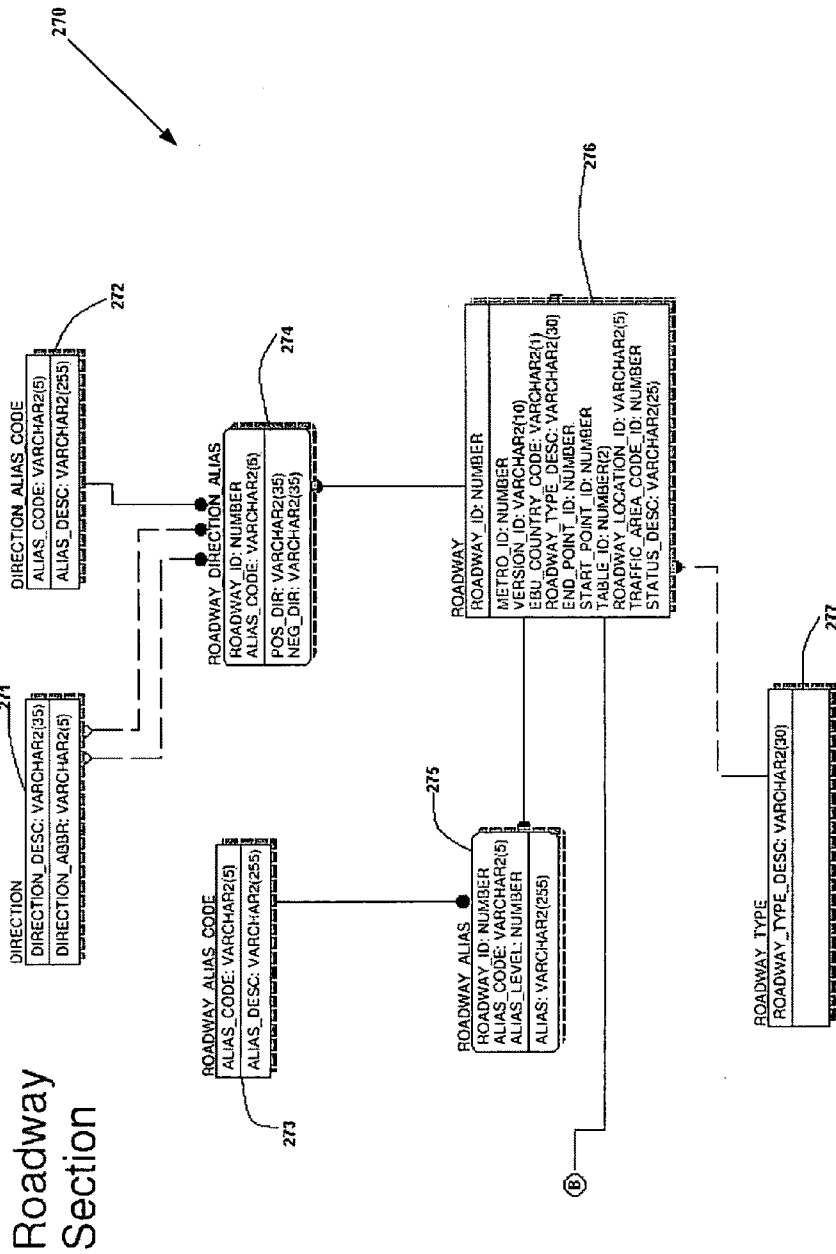 Roadway
Section
270
271
DIRECTION
DIRECTION_DESC: VARCHAR2(35)
DIRECTION_ABBR: VARCHAR2(5)
272
DIRECTION_ALIAS_CODE
ALIAS_CODE: VARCHAR2(5)
ALIAS_DESC: VARCHAR2(255)
273
ROADWAY_ALIAS_CODE
ALIAS_CODE: VARCHAR2(5)
ALIAS_DESC: VARCHAR2(255)
274
ROADWAY_DIRECTION_ALIAS
ROADWAY_ID: NUMBER
ALIAS_CODE: VARCHAR2(5)
POS_DIR: VARCHAR2(35)
NEG_DIR: VARCHAR2(35)
275
ROADWAY_ALIAS
ROADWAY_ID: NUMBER
ALIAS_CODE: VARCHAR2(5)
ALIAS_LEVEL: NUMBER
ALIAS: VARCHAR2(255)
276
ROADWAY
ROADWAY_ID: NUMBER
METRO_ID: NUMBER
VERSION_ID: VARCHAR2(10)
EBU_COUNTRY_CODE: VARCHAR2(1)
ROADWAY_TYPE_DESC: VARCHAR2(30)
END_POINT_ID: NUMBER
START_POINT_ID: NUMBER
TABLE_ID: NUMBER(2)
ROADWAY_LOCATION_ID: VARCHAR2(5)
TRAFFIC_AREA_CODE_ID: NUMBER
STATUS_DESC: VARCHAR2(25)
B
277
ROADWAY_TYPE
ROADWAY_TYPE_DESC: VARCHAR2(30)